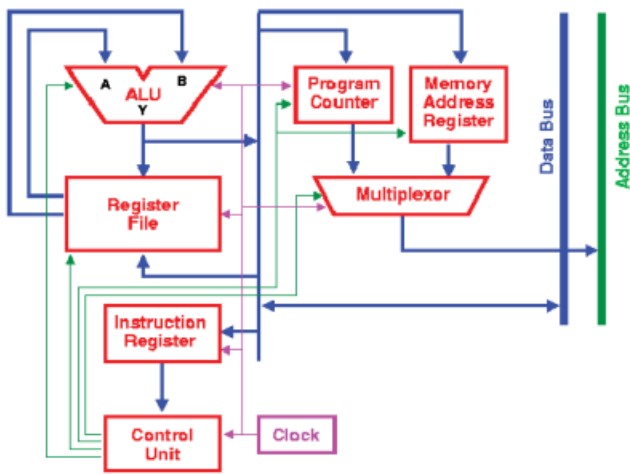 A
B
ALU
Y
Program
Counter
Memory
Address
Register
Multiplexor
Register
File
Instruction
Register
Control
Unit
Clock
Data Bus
Address Bus